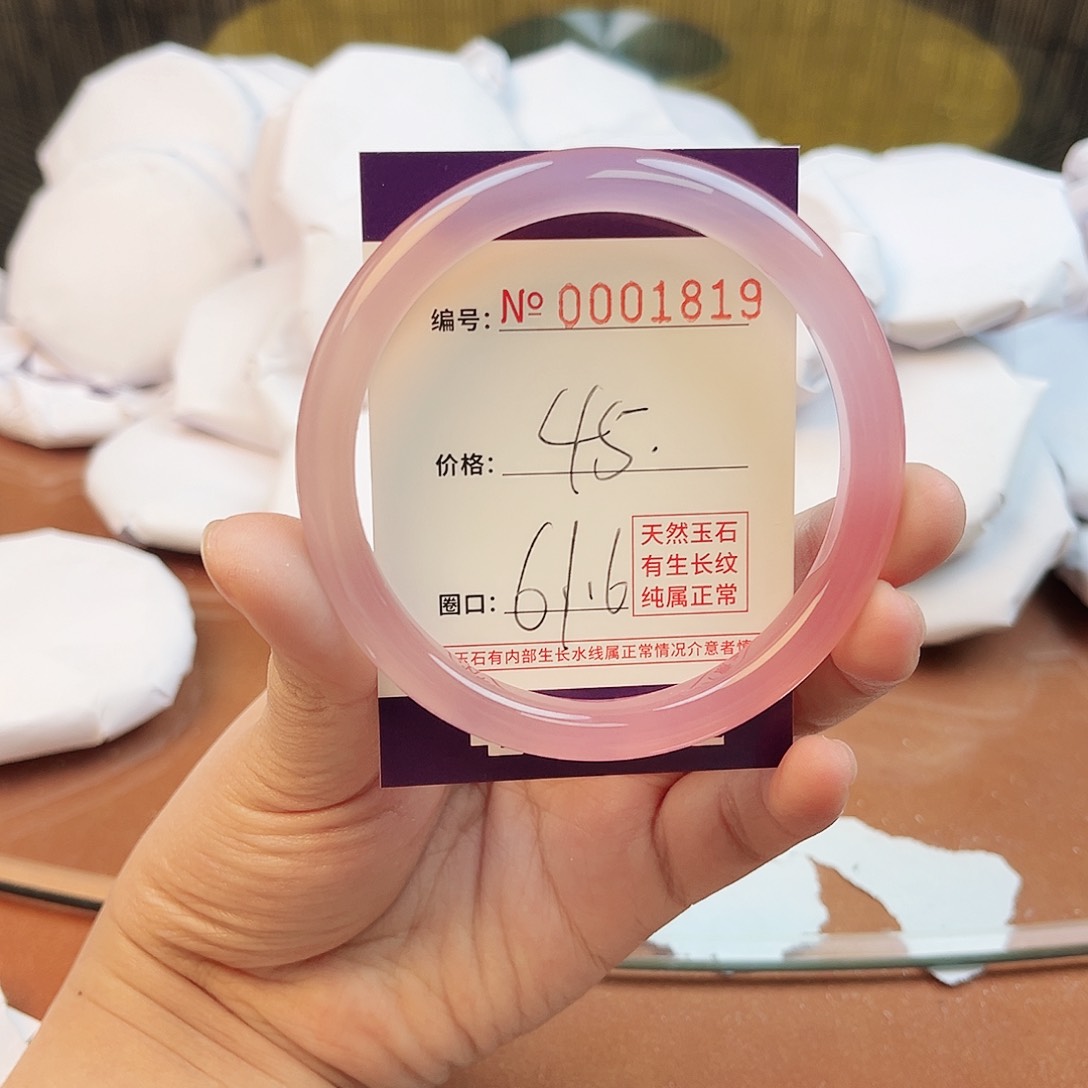 编号: № 0001819
价格: 45.
圈口: 61.6
天然玉石
有生长纹
纯属正常
玉石有内部生长水线属正常情况介意者慎